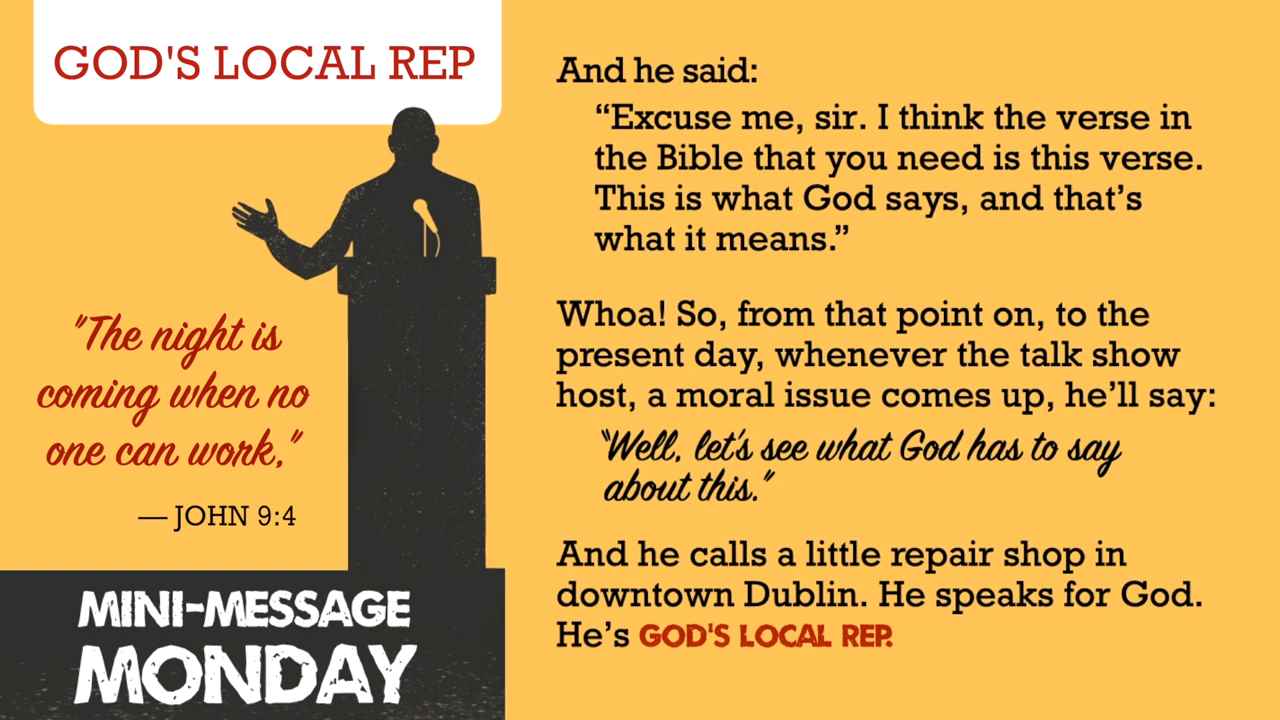 GOD'S LOCAL REP
"The night is
coming when no
one can work,"
— JOHN 9:4
MINI-MESSAGE
MONDAY
And he said:
“Excuse me, sir. I think the verse in
the Bible that you need is this verse.
This is what God says, and that’s
what it means.”
Whoa! So, from that point on, to the
present day, whenever the talk show
host, a moral issue comes up, he’ll say:
"Well, let's see what God has to say
about this."
And he calls a little repair shop in
downtown Dublin. He speaks for God.
He’s GOD'S LOCAL REP.